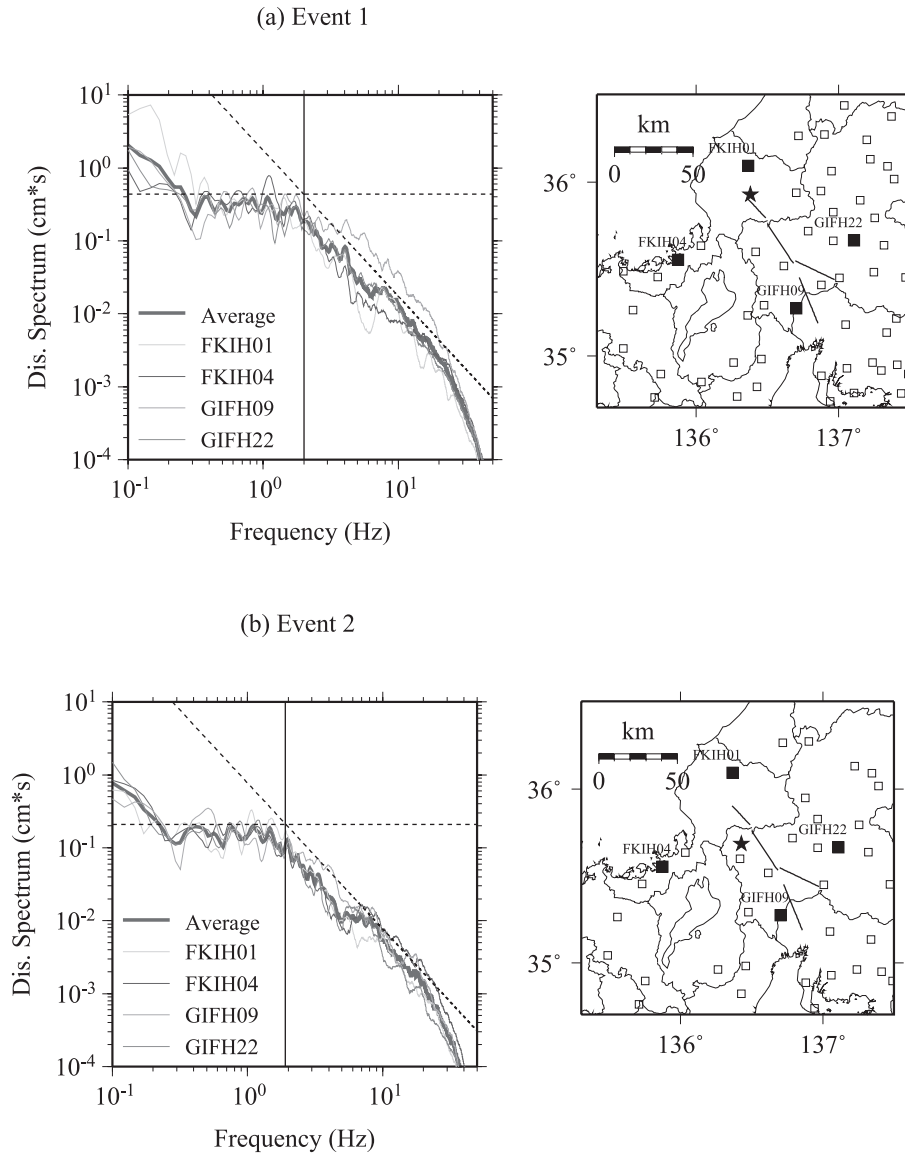 (a) Event 1
10^1
10^0
10^-1
10^-2
10^-3
10^-4
Dis. Spectrum (cm*s)
Average
FKIH01
FKIH04
GIFH09
GIFH22
10^-1
10^0
10^1
Frequency (Hz)
km
0
50
FKIH01
FKIH04
GIFH22
GIFH09
36°
35°
136°
137°
(b) Event 2
10^1
10^0
10^-1
10^-2
10^-3
10^-4
Dis. Spectrum (cm*s)
Average
FKIH01
FKIH04
GIFH09
GIFH22
10^-1
10^0
10^1
Frequency (Hz)
km
0
50
FKIH01
FKIH04
GIFH22
GIFH09
36°
35°
136°
137°